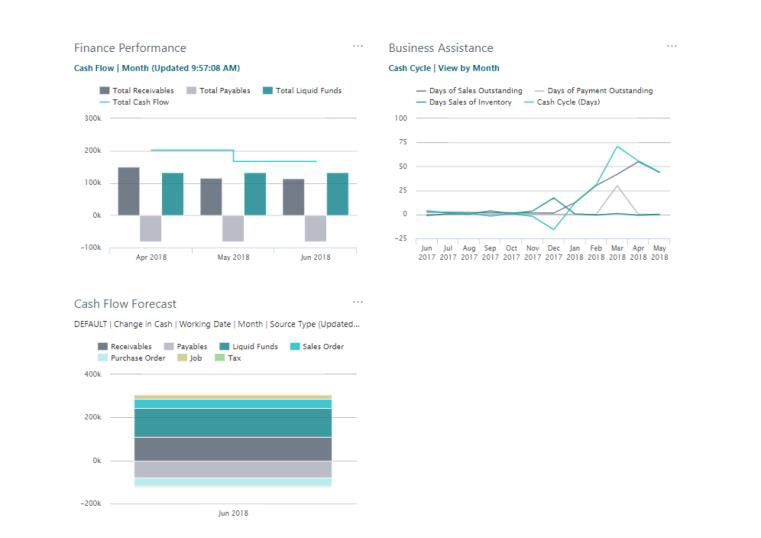 Finance Performance
...
Cash Flow | Month (Updated 9:57:08 AM)
Total Receivables Total Payables Total Liquid Funds
Total Cash Flow
300k
200k
100k
0k
-100k
Apr 2018 May 2018 Jun 2018
Business Assistance
...
Cash Cycle | View by Month
Days of Sales Outstanding Days of Payment Outstanding
Days Sales of Inventory Cash Cycle (Days)
100
75
50
25
0
-25
Jun Jul Aug Sep Oct Nov Dec Jan Feb Mar Apr May
2017 2017 2017 2017 2017 2017 2017 2018 2018 2018 2018 2018
Cash Flow Forecast
...
DEFAULT | Change in Cash | Working Date | Month | Source Type (Updated...
Receivables Payables Liquid Funds Sales Order
Purchase Order Job Tax
400k
200k
0k
-200k
Jun 2018